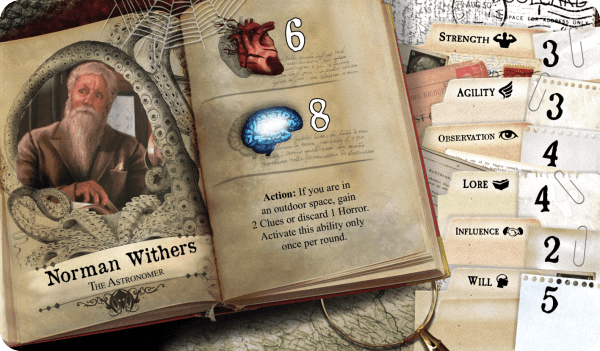 6
8
Action: If you are in
an outdoor space, gain
2 Clues or discard 1 Horror.
Activate this ability only
once per round.
Norman Withers
The Astronomer
Strength 3
Agility 3
Observation 4
Lore 4
Influence 2
Will 5